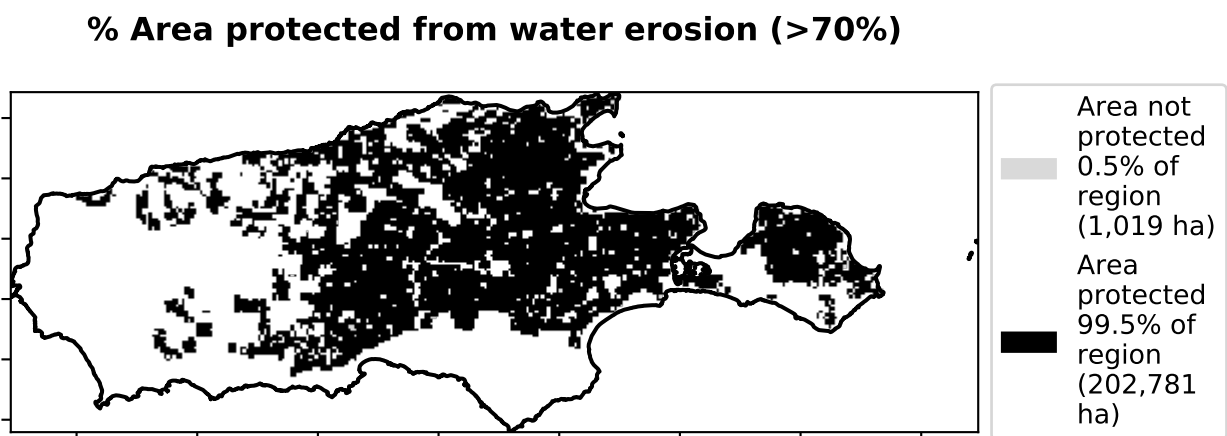 % Area protected from water erosion (>70%)
Area not
protected
0.5% of
region
(1,019 ha)
Area
protected
99.5% of
region
(202,781
ha)